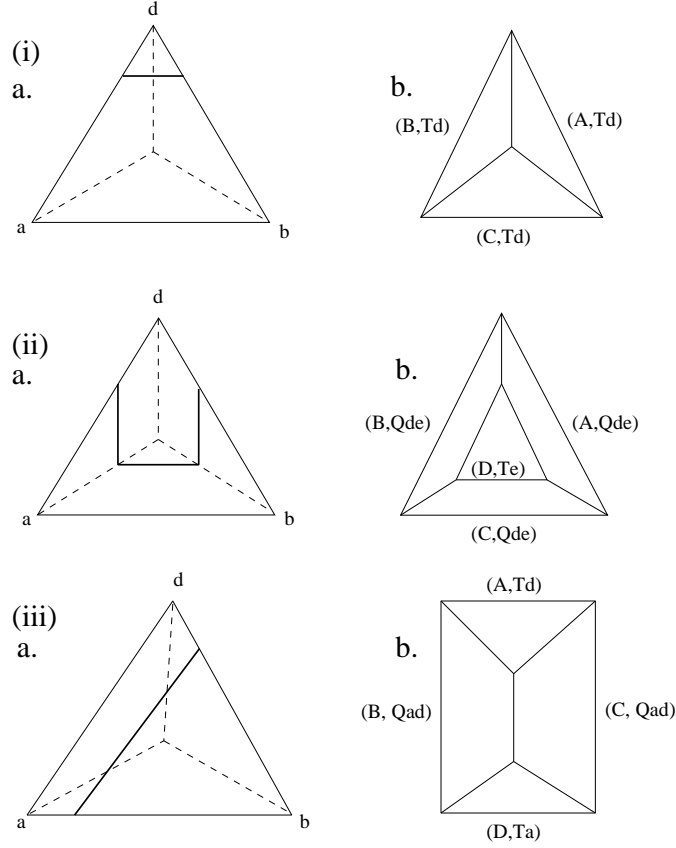 d
(i)
a.
b.
(B,Td)
(A,Td)
a
b
(C,Td)
d
(ii)
a.
b.
(B,Qde)
(A,Qde)
(D,Te)
a
b
(C,Qde)
d
(A,Td)
(iii)
a.
b.
(B, Qad)
(C, Qad)
a
b
(D,Ta)